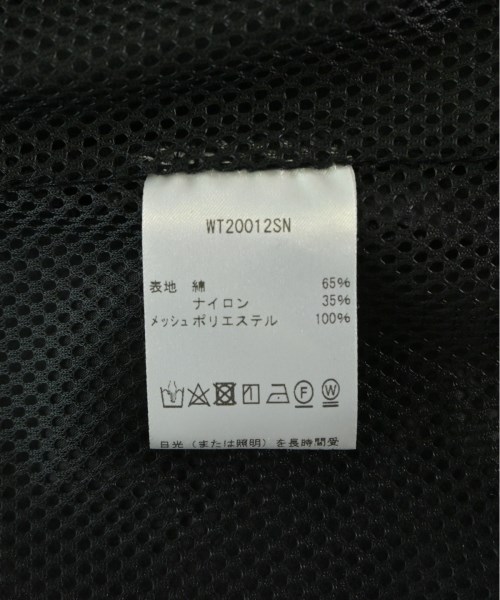 WT20012SN
表地 綿 65%
ナイロン 35%
メッシュ ポリエステル 100%
F W
日光(または照明)を長時間受